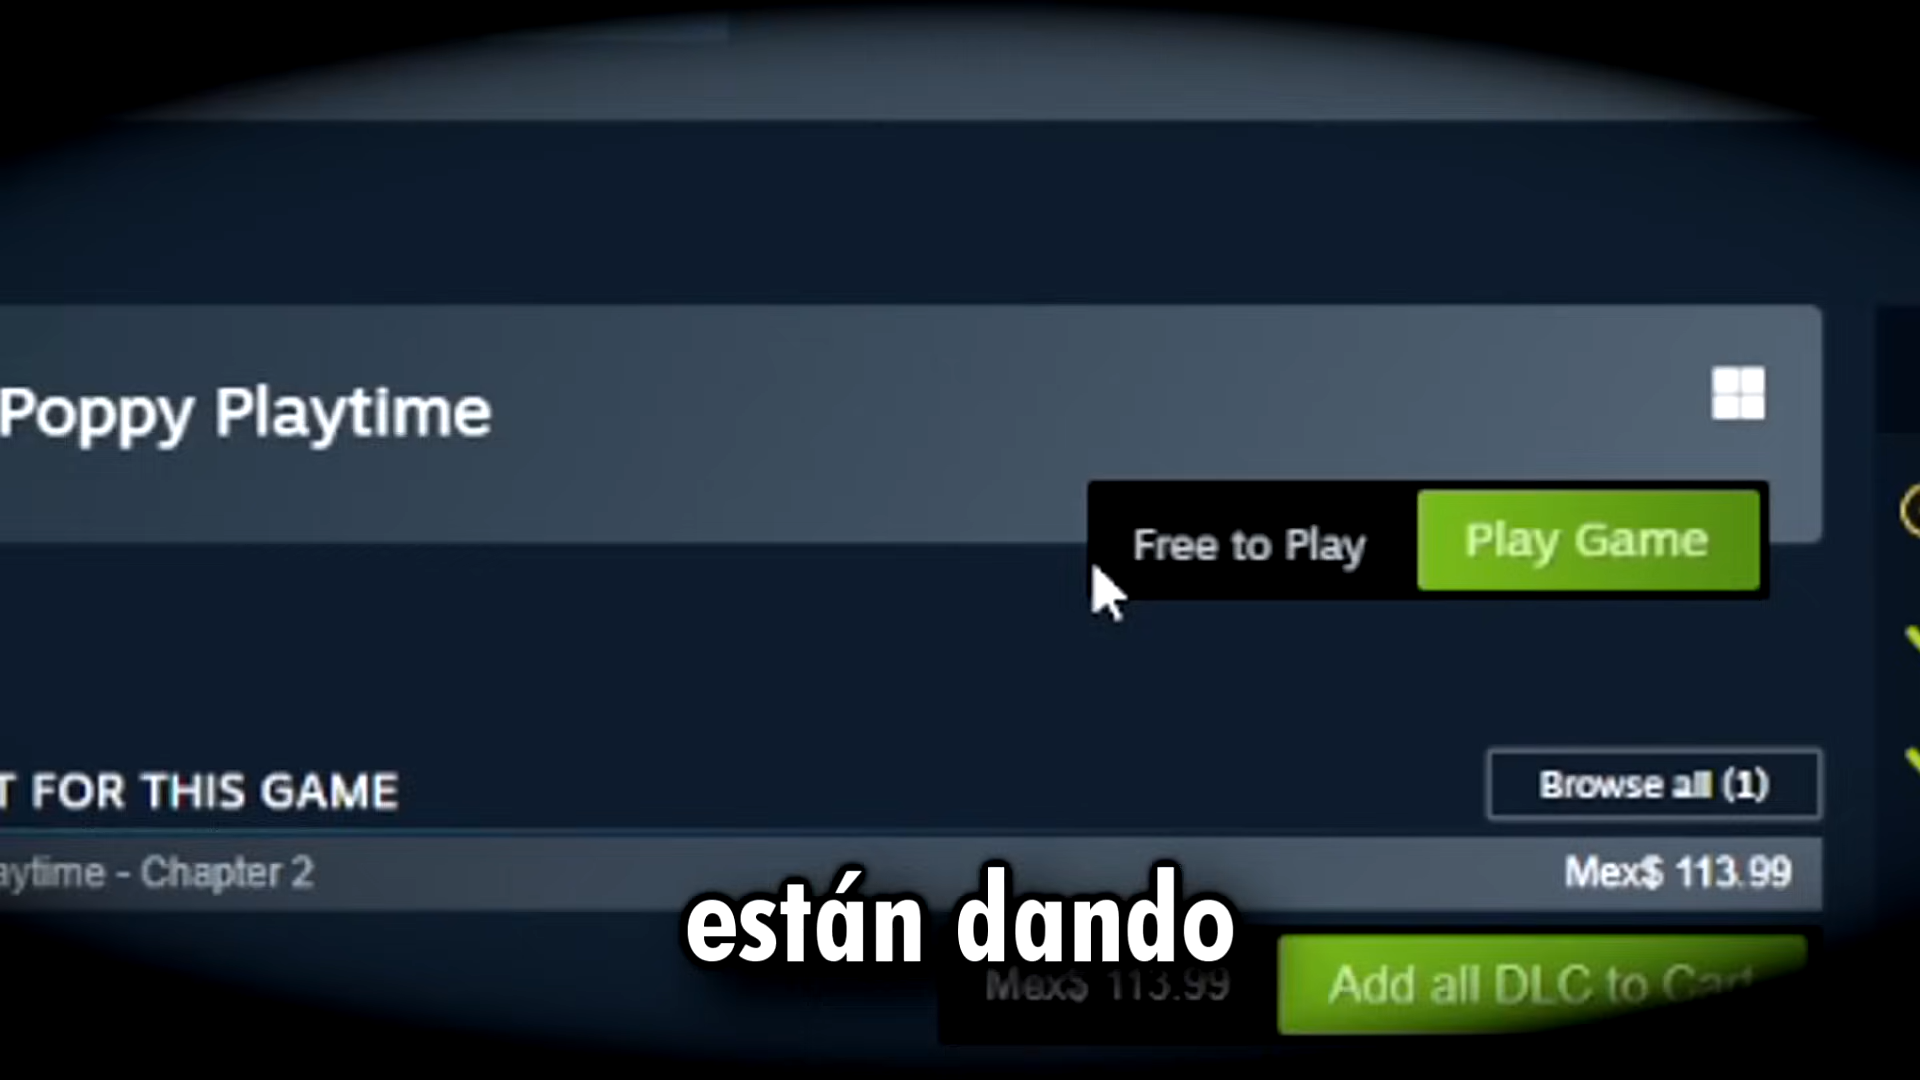 Poppy Playtime
Free to Play
Play Game
T FOR THIS GAME
Browse all (1)
aytime - Chapter 2
Mex$ 113.99
están dando
Mex$ 113.99
Add all DLC to Cart